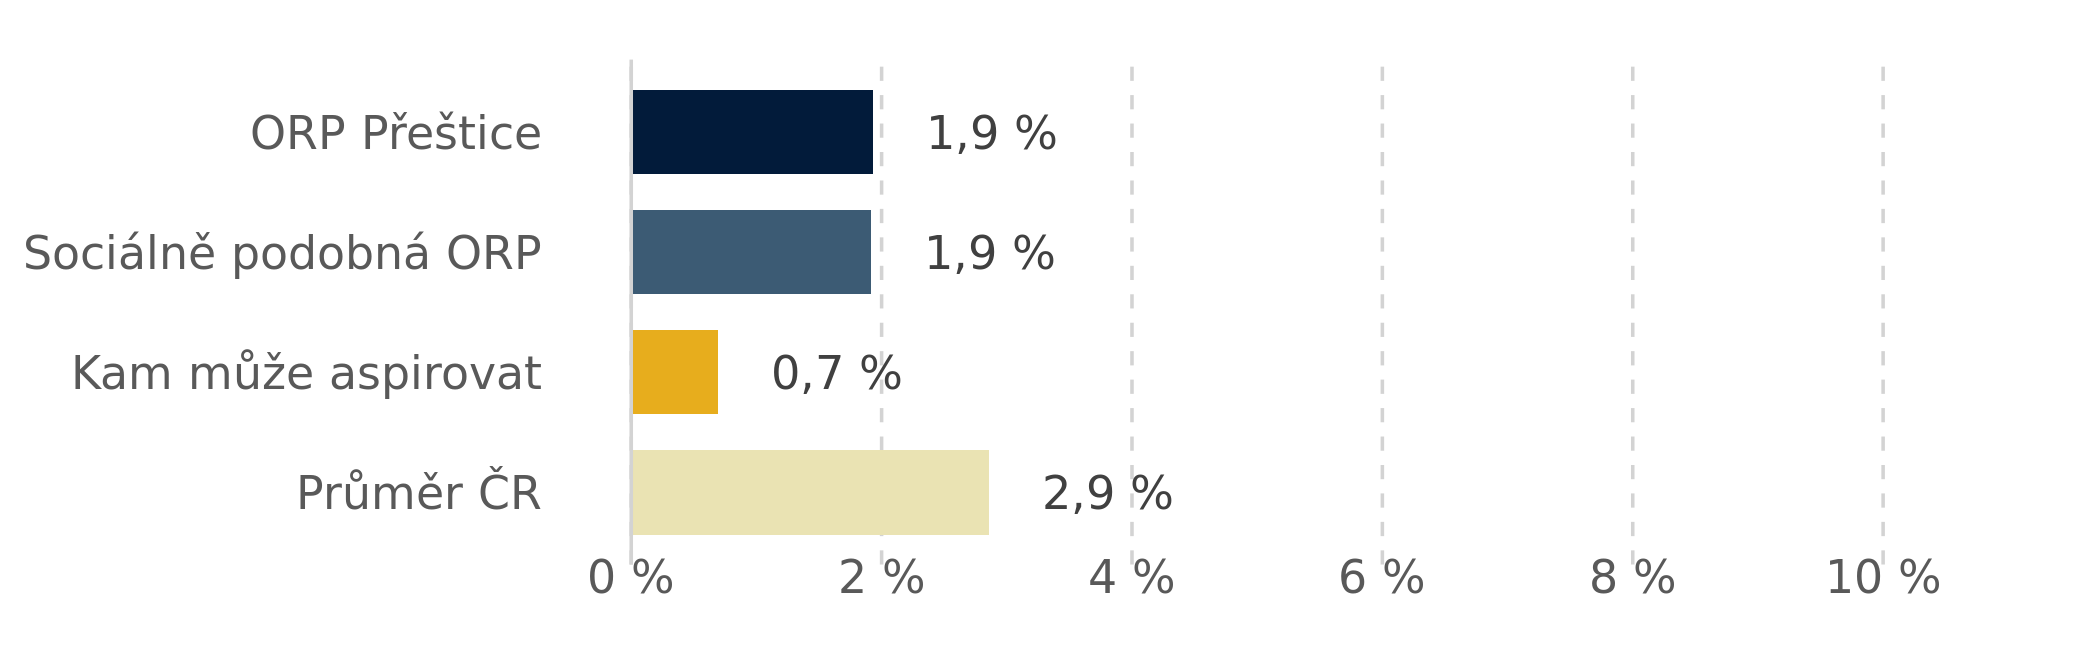 ORP Přeštice 1,9 %
Sociálně podobná ORP 1,9 %
Kam může aspirovat 0,7 %
Průměr ČR 2,9 %
0 % 2 % 4 % 6 % 8 % 10 %